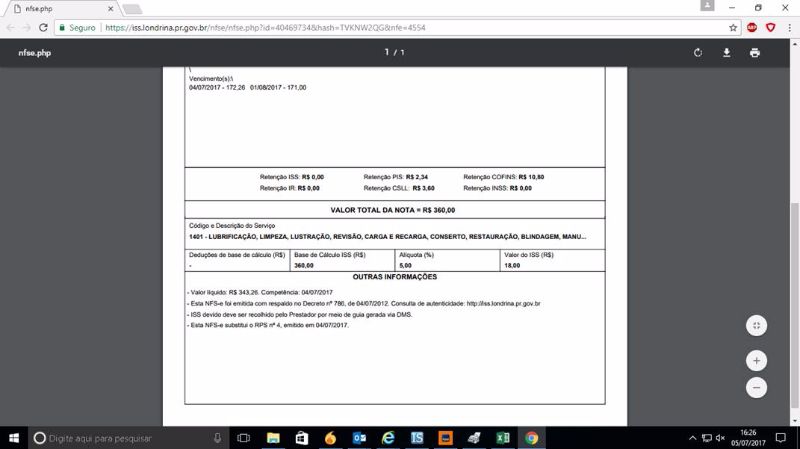 nfse.php
Seguro
https://iss.londrina.pr.gov.br/nfse/nfse.php?id=40469734&hash=TVKNW2QG&nfe=4554
nfse.php
1 / 1
\
Vencimento(s):\
04/07/2017 - 172,26 01/08/2017 - 171,00
Retenção ISS: R$ 0,00 Retenção PIS: R$ 2,34 Retenção COFINS: R$ 10,80
Retenção IR: R$ 0,00 Retenção CSLL: R$ 3,60 Retenção INSS: R$ 0,00
VALOR TOTAL DA NOTA = R$ 360,00
Código e Descrição do Serviço
1401 - LUBRIFICAÇÃO, LIMPEZA, LUSTRAÇÃO, REVISÃO, CARGA E RECARGA, CONSERTO, RESTAURAÇÃO, BLINDAGEM, MANU...
Deduções de base de cálculo (R$) Base de Cálculo ISS (R$) Alíquota (%) Valor do ISS (R$)
- 360,00 5,00 18,00
OUTRAS INFORMAÇÕES
- Valor líquido: R$ 343,26. Competência: 04/07/2017
- Esta NFS-e foi emitida com respaldo no Decreto nº 786, de 04/07/2012. Consulta de autenticidade: http://iss.londrina.pr.gov.br
- ISS devido deve ser recolhido pelo Prestador por meio de guia gerada via DMS.
- Esta NFS-e substitui o RPS nº 4, emitido em 04/07/2017.
Digite aqui para pesquisar
16:26
05/07/2017